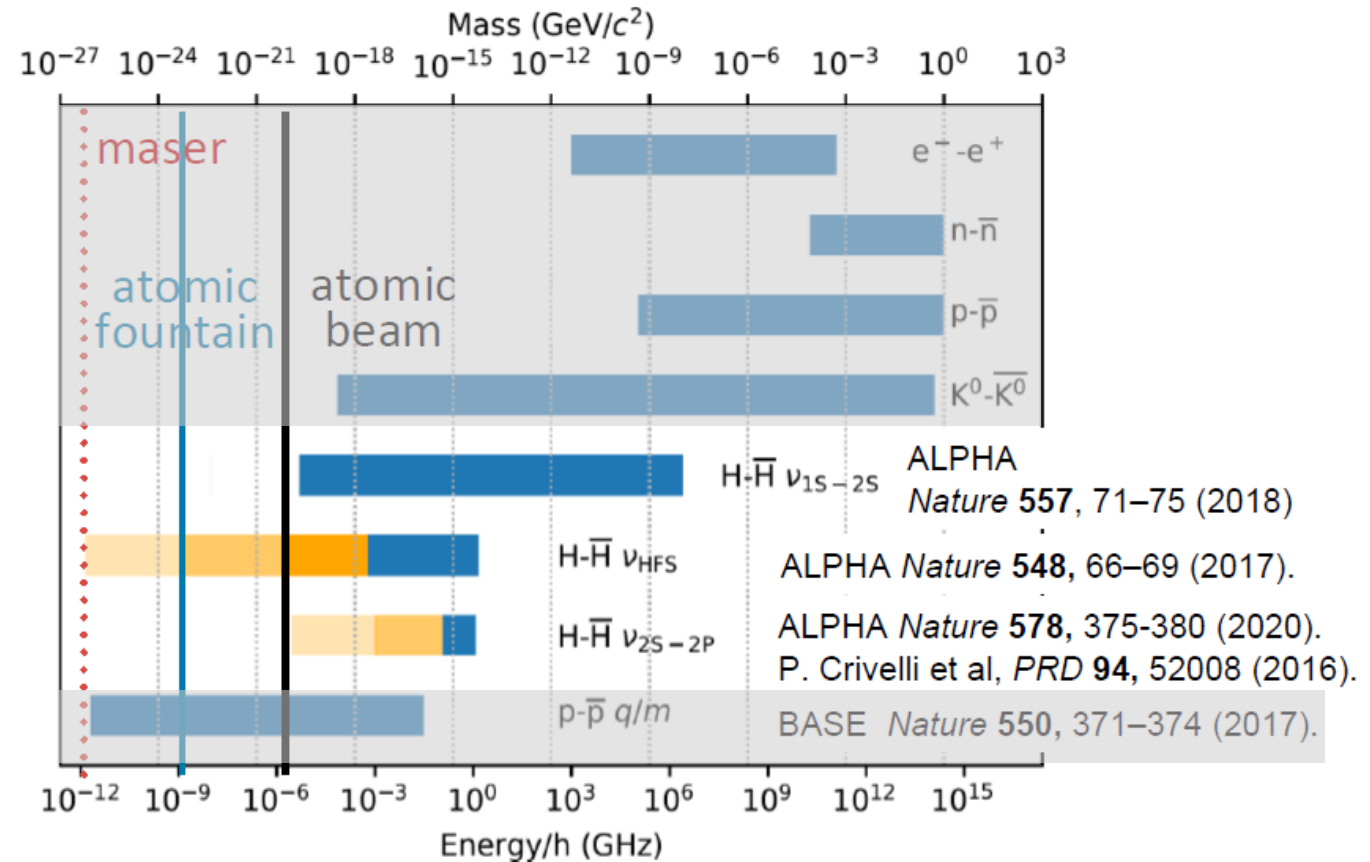 Mass (GeV/c²)
10⁻²⁷ 10⁻²⁴ 10⁻²¹ 10⁻¹⁸ 10⁻¹⁵ 10⁻¹² 10⁻⁹ 10⁻⁶ 10⁻³ 10⁰ 10³
maser
e⁻-e⁺
n-n̅
atomic fountain
atomic beam
p-p̅
K⁰-K̅⁰
H-H̅ ν₁S₋₂S
ALPHA
Nature 557, 71–75 (2018)
H-H̅ νHFS
ALPHA Nature 548, 66–69 (2017).
H-H̅ ν₂S₋₂P
ALPHA Nature 578, 375-380 (2020).
P. Crivelli et al, PRD 94, 52008 (2016).
p-p̅ q/m
BASE Nature 550, 371–374 (2017).
10⁻¹² 10⁻⁹ 10⁻⁶ 10⁻³ 10⁰ 10³ 10⁶ 10⁹ 10¹² 10¹⁵
Energy/h (GHz)